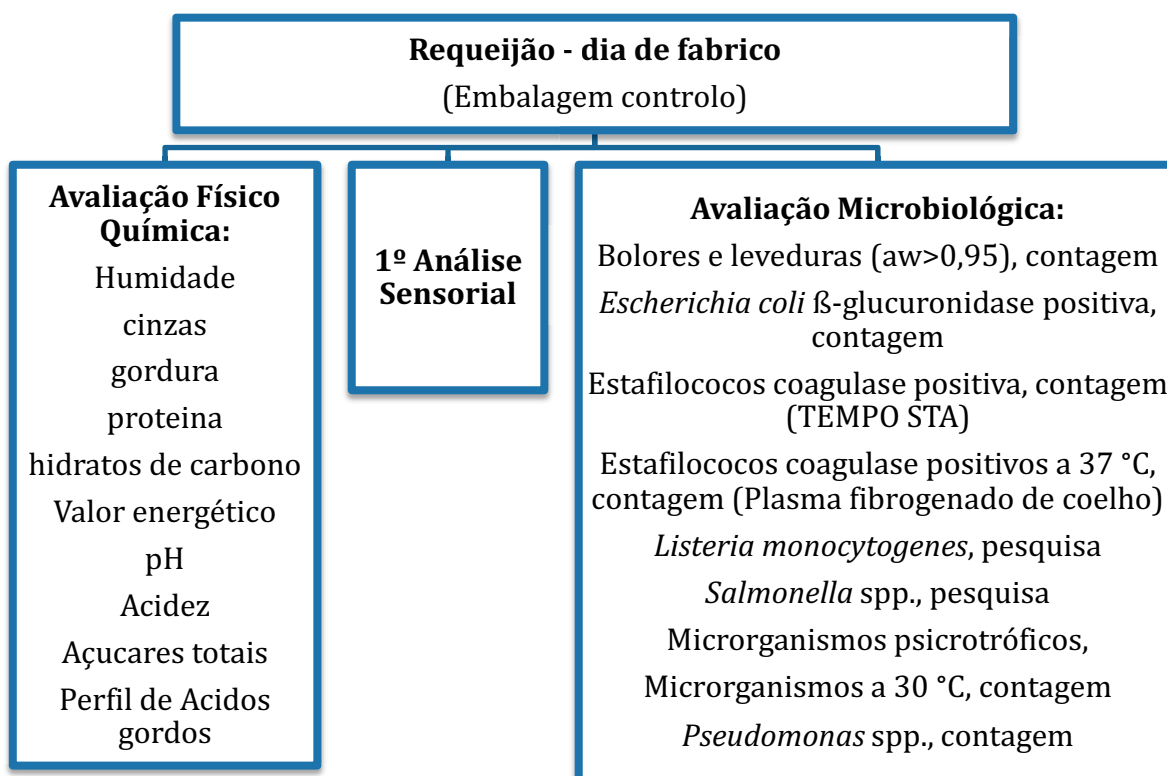 Requeijão - dia de fabrico
(Embalagem controlo)
Avaliação Físico
Química:
Humidade
cinzas
gordura
proteina
hidratos de carbono
Valor energético
pH
Acidez
Açucares totais
Perfil de Acidos
gordos
1º Análise
Sensorial
Avaliação Microbiológica:
Bolores e leveduras (aw>0,95), contagem
Escherichia coli ß-glucuronidase positiva,
contagem
Estafilococos coagulase positiva, contagem
(TEMPO STA)
Estafilococos coagulase positivos a 37 °C,
contagem (Plasma fibrogenado de coelho)
Listeria monocytogenes, pesquisa
Salmonella spp., pesquisa
Microrganismos psicrotróficos,
Microrganismos a 30 °C, contagem
Pseudomonas spp., contagem